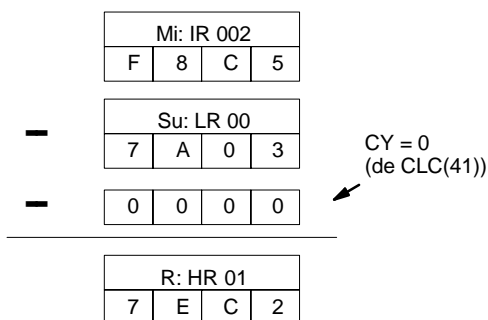 Mi: IR 002
F 8 C 5
Su: LR 00
7 A 0 3
CY = 0
(de CLC(41))
0 0 0 0
R: HR 01
7 E C 2